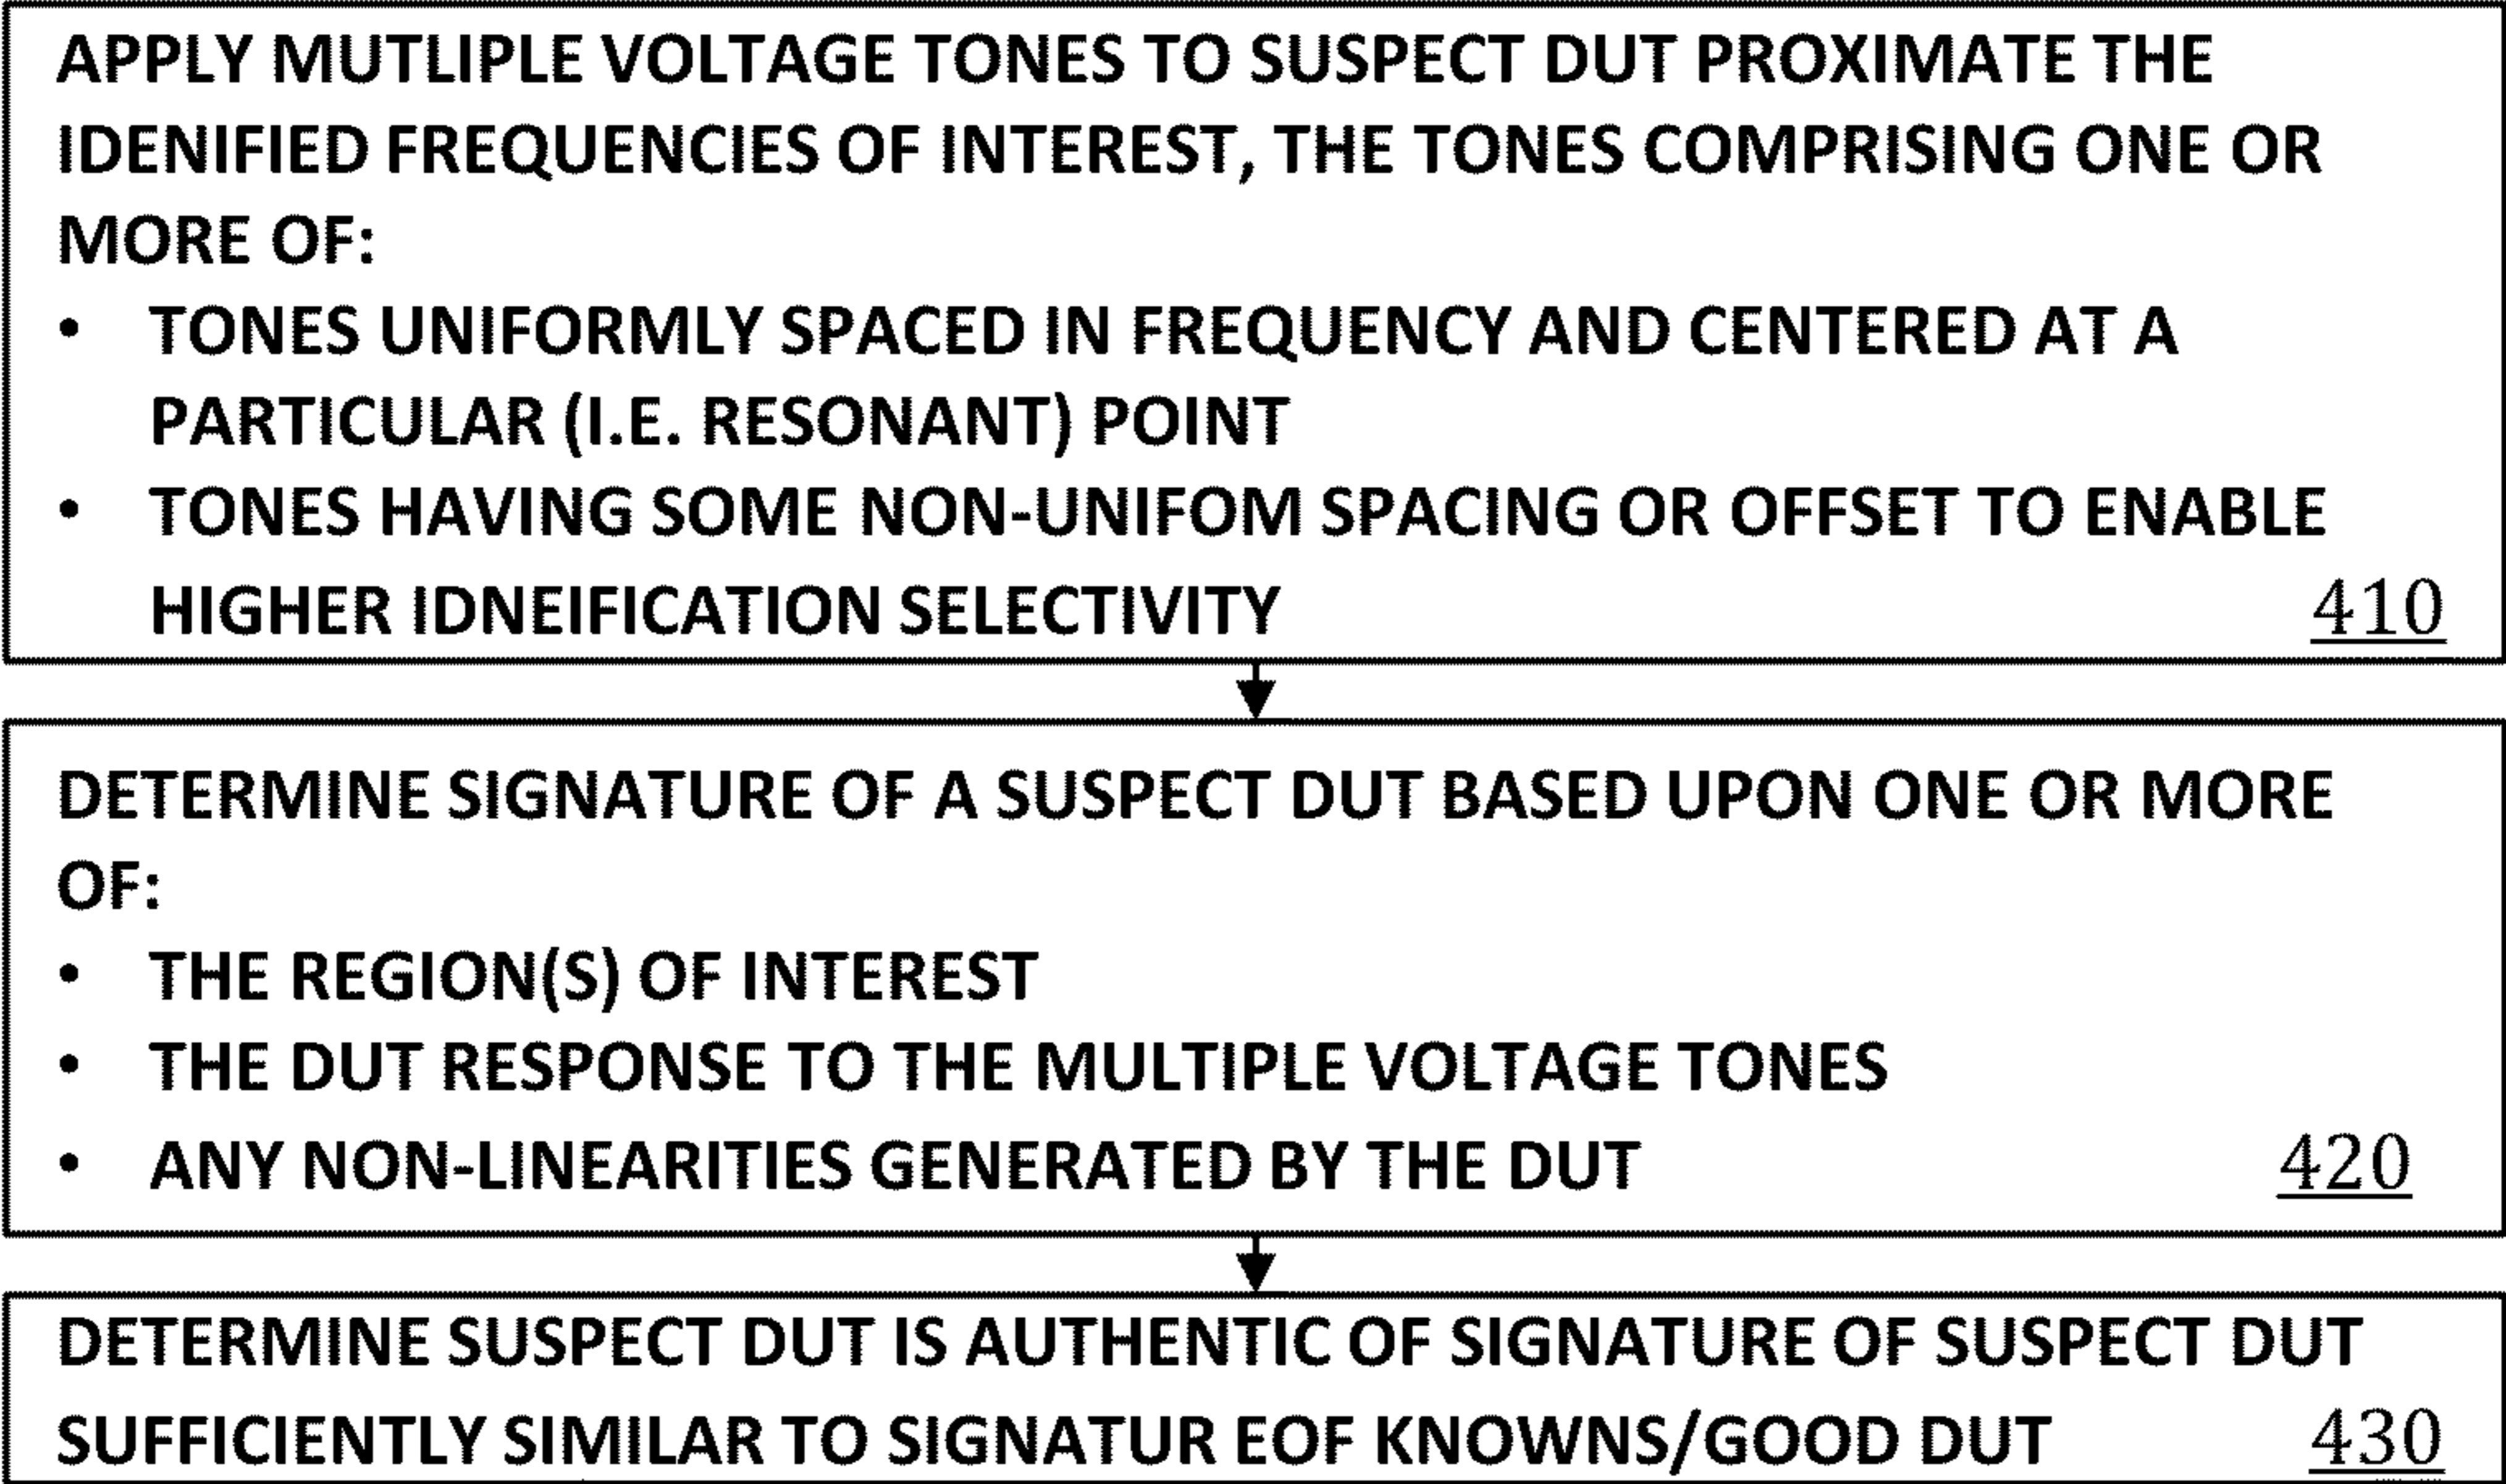 APPLY MUTLIPLE VOLTAGE TONES TO SUSPECT DUT PROXIMATE THE
IDENIFIED FREQUENCIES OF INTEREST, THE TONES COMPRISING ONE OR
MORE OF:
• TONES UNIFORMLY SPACED IN FREQUENCY AND CENTERED AT A
PARTICULAR (I.E. RESONANT) POINT
• TONES HAVING SOME NON-UNIFOM SPACING OR OFFSET TO ENABLE
HIGHER IDNEIFICATION SELECTIVITY 410
DETERMINE SIGNATURE OF A SUSPECT DUT BASED UPON ONE OR MORE
OF:
• THE REGION(S) OF INTEREST
• THE DUT RESPONSE TO THE MULTIPLE VOLTAGE TONES
• ANY NON-LINEARITIES GENERATED BY THE DUT 420
DETERMINE SUSPECT DUT IS AUTHENTIC OF SIGNATURE OF SUSPECT DUT
SUFFICIENTLY SIMILAR TO SIGNATUR EOF KNOWNS/GOOD DUT 430